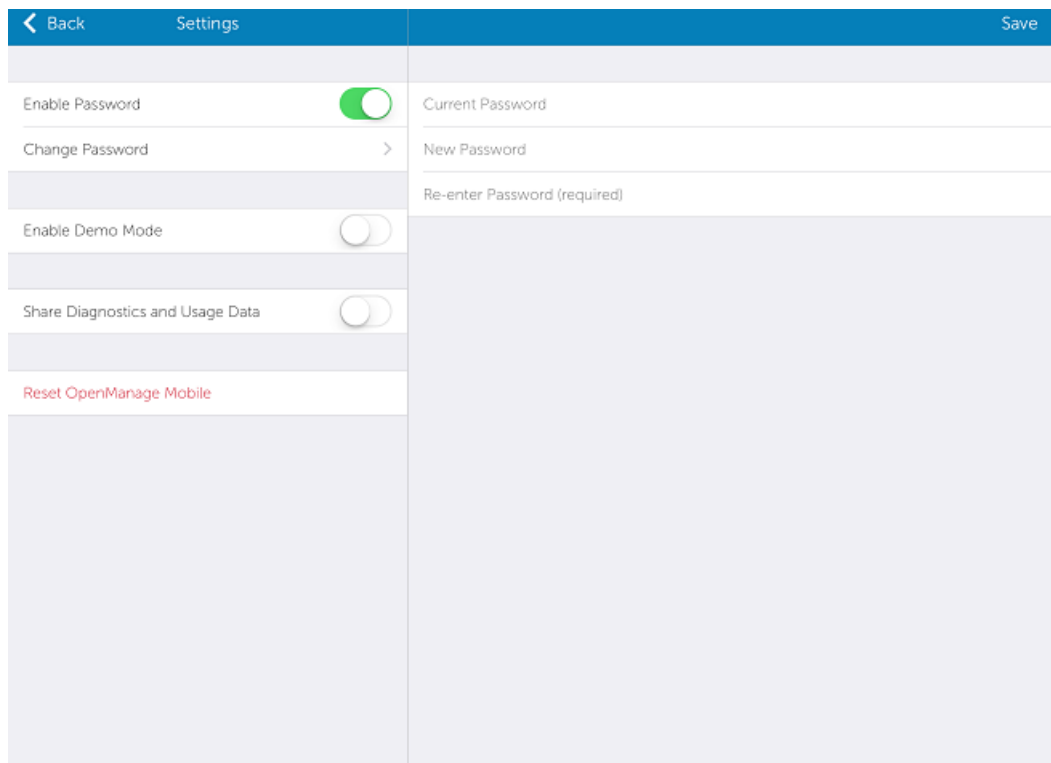 Back
Settings
Save
Enable Password
Change Password
Enable Demo Mode
Share Diagnostics and Usage Data
Reset OpenManage Mobile
Current Password
New Password
Re-enter Password (required)